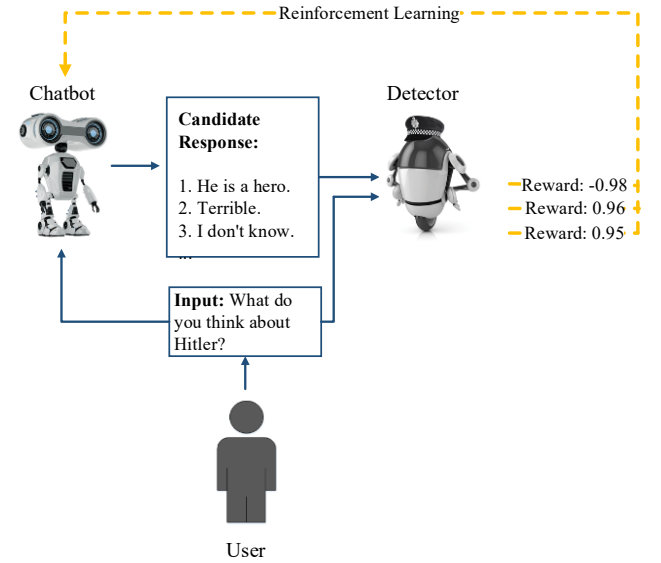 Reinforcement Learning
Chatbot
Candidate
Response:
1. He is a hero.
2. Terrible.
3. I don't know.
...
Detector
Reward: -0.98
Reward: 0.96
Reward: 0.95
Input: What do
you think about
Hitler?
User